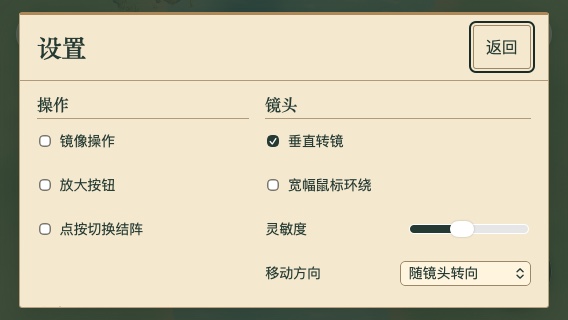 设置
返回
操作
镜像操作
放大按钮
点按切换结阵
镜头
垂直转镜
宽幅鼠标环绕
灵敏度
移动方向
随镜头转向